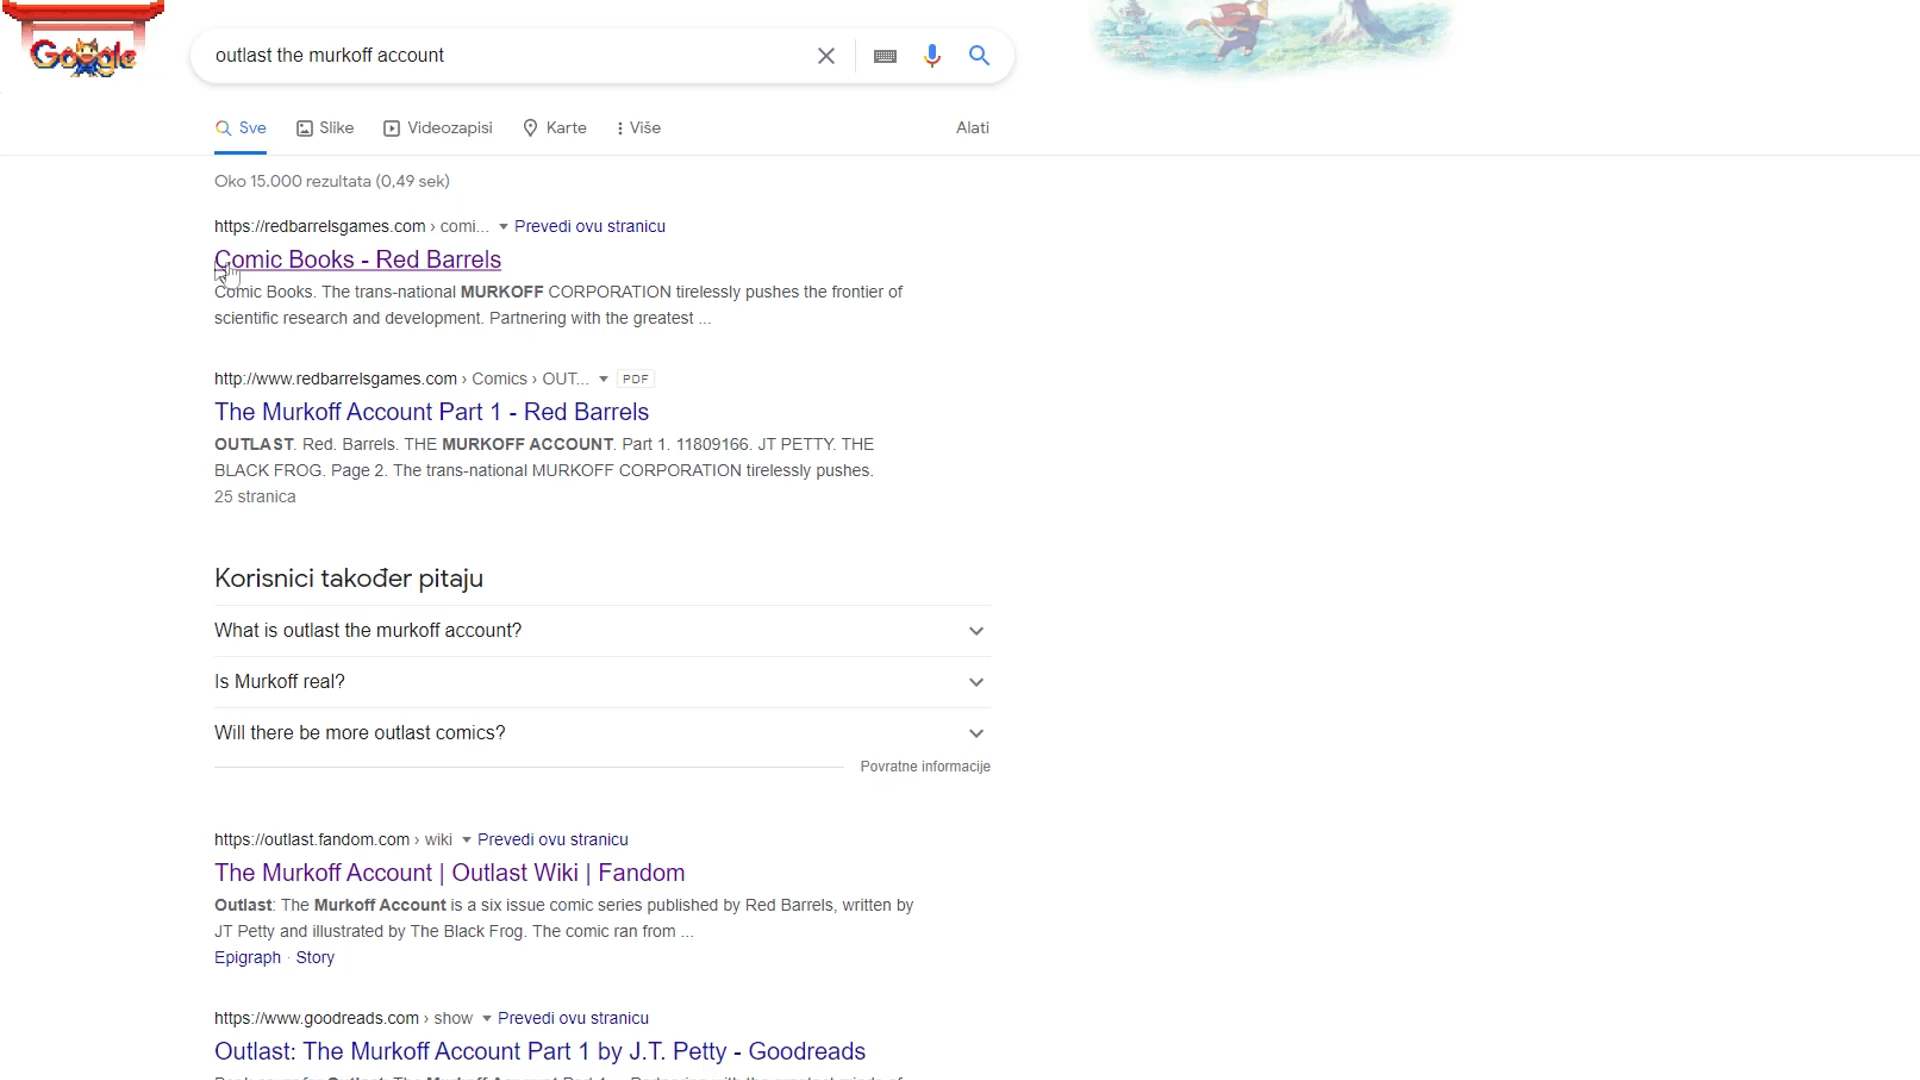 Google
outlast the murkoff account
Sve Slike Videozapisi Karte Više Alati
Oko 15.000 rezultata (0,49 sek)
https://redbarrelsgames.com › comi... Prevedi ovu stranicu
Comic Books - Red Barrels
Comic Books. The trans-national MURKOFF CORPORATION tirelessly pushes the frontier of
scientific research and development. Partnering with the greatest ...
http://www.redbarrelsgames.com › Comics › OUT... PDF
The Murkoff Account Part 1 - Red Barrels
OUTLAST. Red. Barrels. THE MURKOFF ACCOUNT. Part 1. 11809166. JT PETTY. THE
BLACK FROG. Page 2. The trans-national MURKOFF CORPORATION tirelessly pushes.
25 stranica
Korisnici također pitaju
What is outlast the murkoff account?
Is Murkoff real?
Will there be more outlast comics?
Povratne informacije
https://outlast.fandom.com › wiki Prevedi ovu stranicu
The Murkoff Account | Outlast Wiki | Fandom
Outlast: The Murkoff Account is a six issue comic series published by Red Barrels, written by
JT Petty and illustrated by The Black Frog. The comic ran from ...
Epigraph · Story
https://www.goodreads.com › show Prevedi ovu stranicu
Outlast: The Murkoff Account Part 1 by J.T. Petty - Goodreads